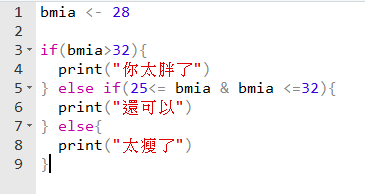 1 bmia <- 28
2
3 if(bmia>32){
4   print("你太胖了")
5 } else if(25<= bmia & bmia <=32){
6   print("還可以")
7 } else{
8   print("太瘦了")
9 }